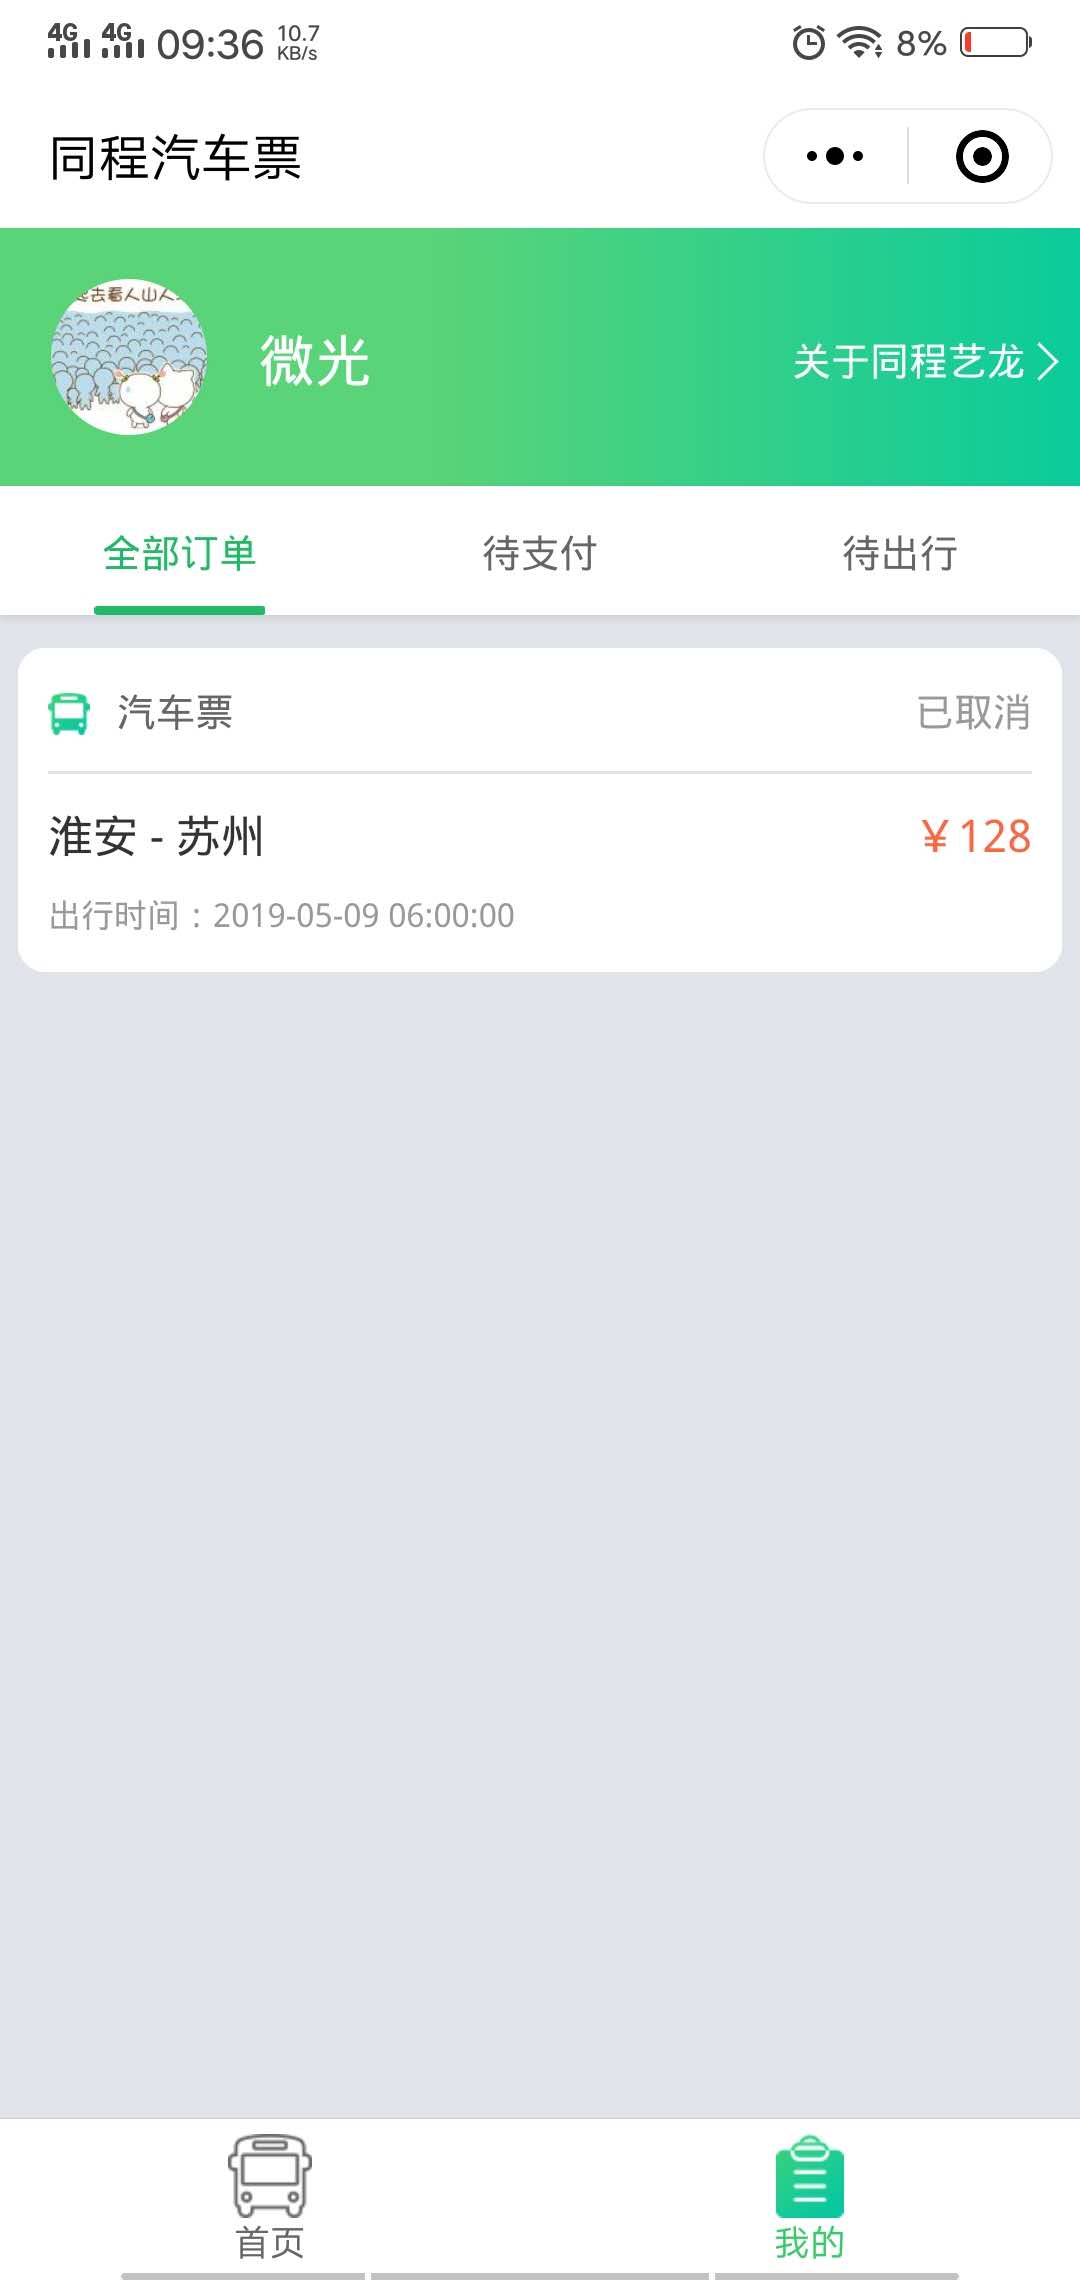 4G 4G 09:36 10.7 KB/s 8%
同程汽车票
去看人山人
微光
关于同程艺龙
全部订单 待支付 待出行
汽车票 已取消
淮安 - 苏州 ￥128
出行时间：2019-05-09 06:00:00
首页 我的